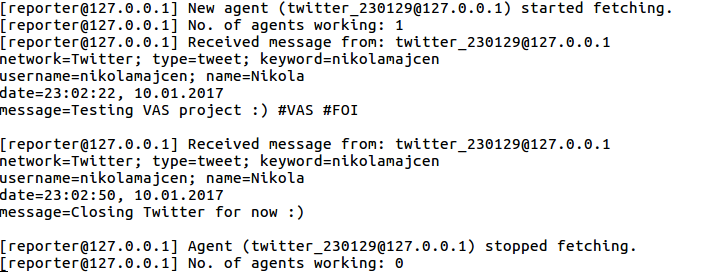 [reporter@127.0.0.1] New agent (twitter_230129@127.0.0.1) started fetching.
[reporter@127.0.0.1] No. of agents working: 1
[reporter@127.0.0.1] Received message from: twitter_230129@127.0.0.1
network=Twitter; type=tweet; keyword=nikolamajcen
username=nikolamajcen; name=Nikola
date=23:02:22, 10.01.2017
message=Testing VAS project :) #VAS #FOI
[reporter@127.0.0.1] Received message from: twitter_230129@127.0.0.1
network=Twitter; type=tweet; keyword=nikolamajcen
username=nikolamajcen; name=Nikola
date=23:02:50, 10.01.2017
message=Closing Twitter for now :)
[reporter@127.0.0.1] Agent (twitter_230129@127.0.0.1) stopped fetching.
[reporter@127.0.0.1] No. of agents working: 0